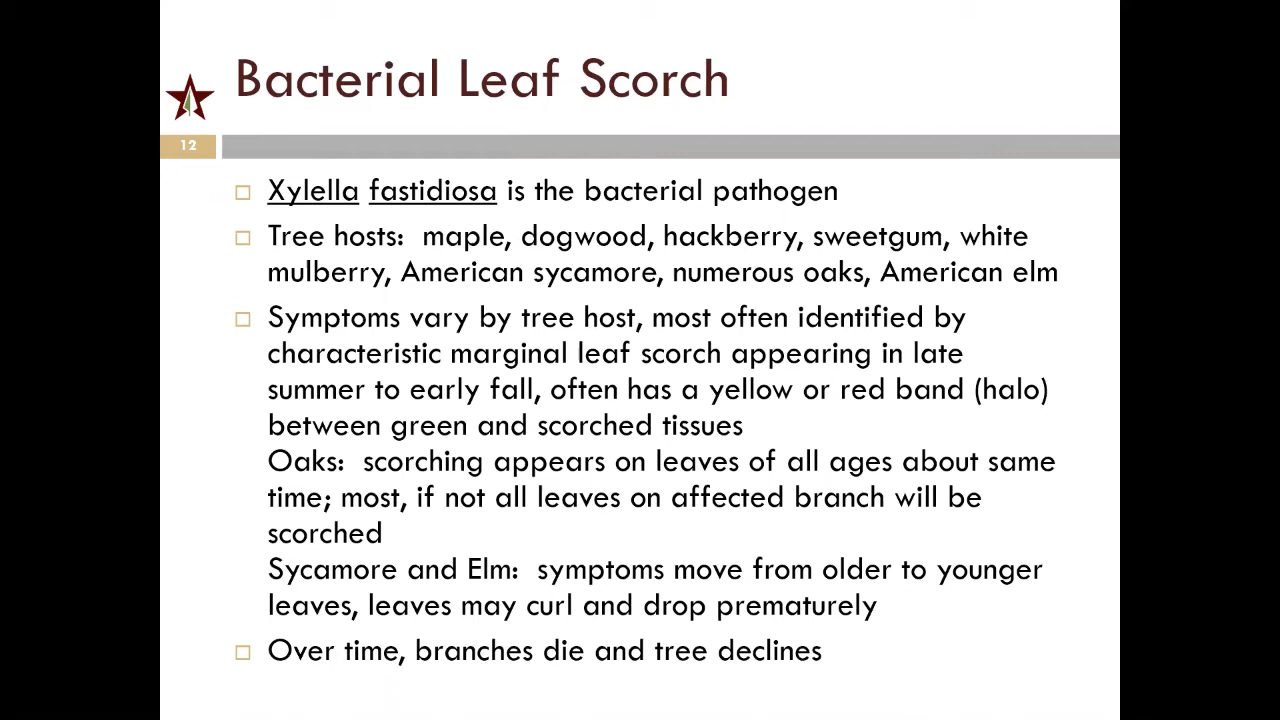 Bacterial Leaf Scorch
12
Xylella fastidiosa is the bacterial pathogen
Tree hosts:  maple, dogwood, hackberry, sweetgum, white
mulberry, American sycamore, numerous oaks, American elm
Symptoms vary by tree host, most often identified by
characteristic marginal leaf scorch appearing in late
summer to early fall, often has a yellow or red band (halo)
between green and scorched tissues
Oaks:  scorching appears on leaves of all ages about same
time; most, if not all leaves on affected branch will be
scorched
Sycamore and Elm:  symptoms move from older to younger
leaves, leaves may curl and drop prematurely
Over time, branches die and tree declines